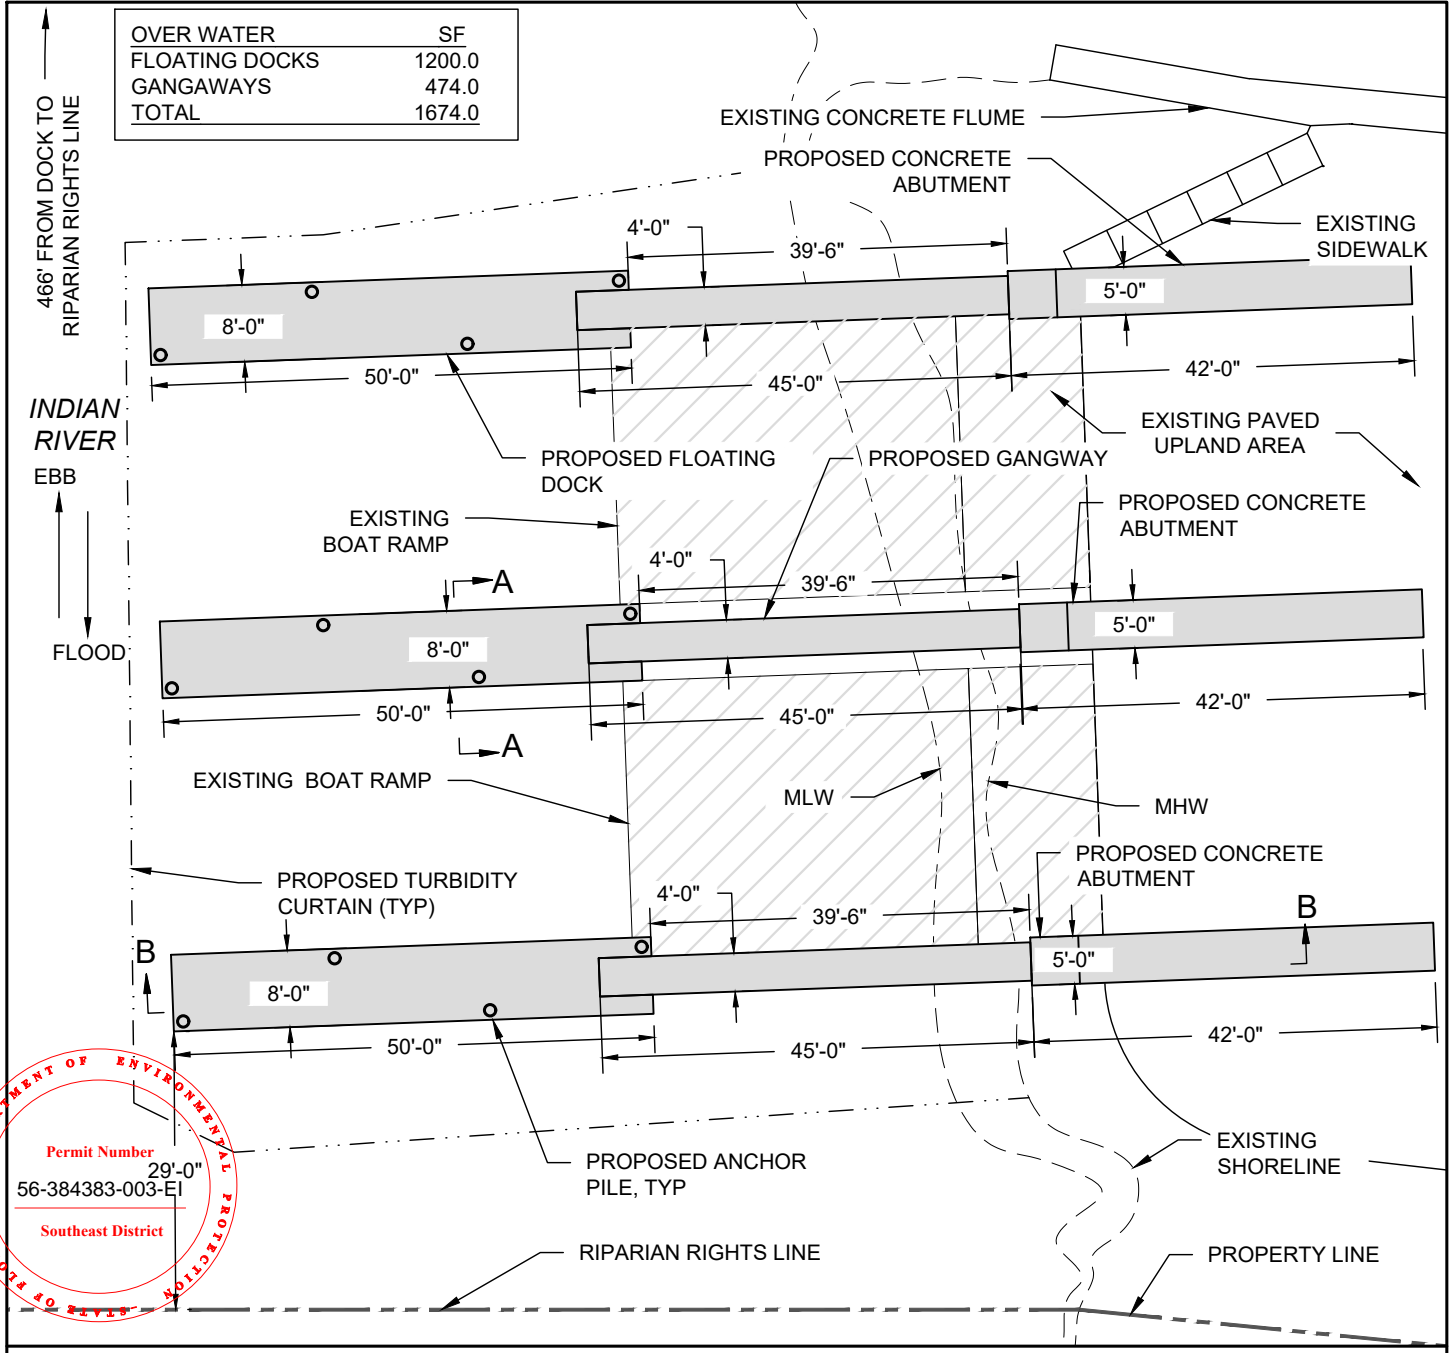 OVER WATER SF
FLOATING DOCKS 1200.0
GANGAWAYS 474.0
TOTAL 1674.0
466' FROM DOCK TO
RIPARIAN RIGHTS LINE
EXISTING CONCRETE FLUME
PROPOSED CONCRETE
ABUTMENT
EXISTING
SIDEWALK
4'-0"
39'-6"
8'-0"
5'-0"
50'-0"
45'-0"
42'-0"
INDIAN
RIVER
EBB
FLOOD
EXISTING PAVED
UPLAND AREA
PROPOSED FLOATING
DOCK
PROPOSED GANGWAY
PROPOSED CONCRETE
ABUTMENT
EXISTING
BOAT RAMP
A
4'-0"
39'-6"
8'-0"
5'-0"
50'-0"
45'-0"
42'-0"
A
EXISTING BOAT RAMP
MLW
MHW
PROPOSED TURBIDITY
CURTAIN (TYP)
PROPOSED CONCRETE
ABUTMENT
4'-0"
39'-6"
B
B
8'-0"
5'-0"
50'-0"
45'-0"
42'-0"
OF ENVIRONMENTAL PROTECTION
STATE OF
Permit Number
29'-0"
56-384383-003-EI
Southeast District
PROPOSED ANCHOR
PILE, TYP
EXISTING
SHORELINE
RIPARIAN RIGHTS LINE
PROPERTY LINE